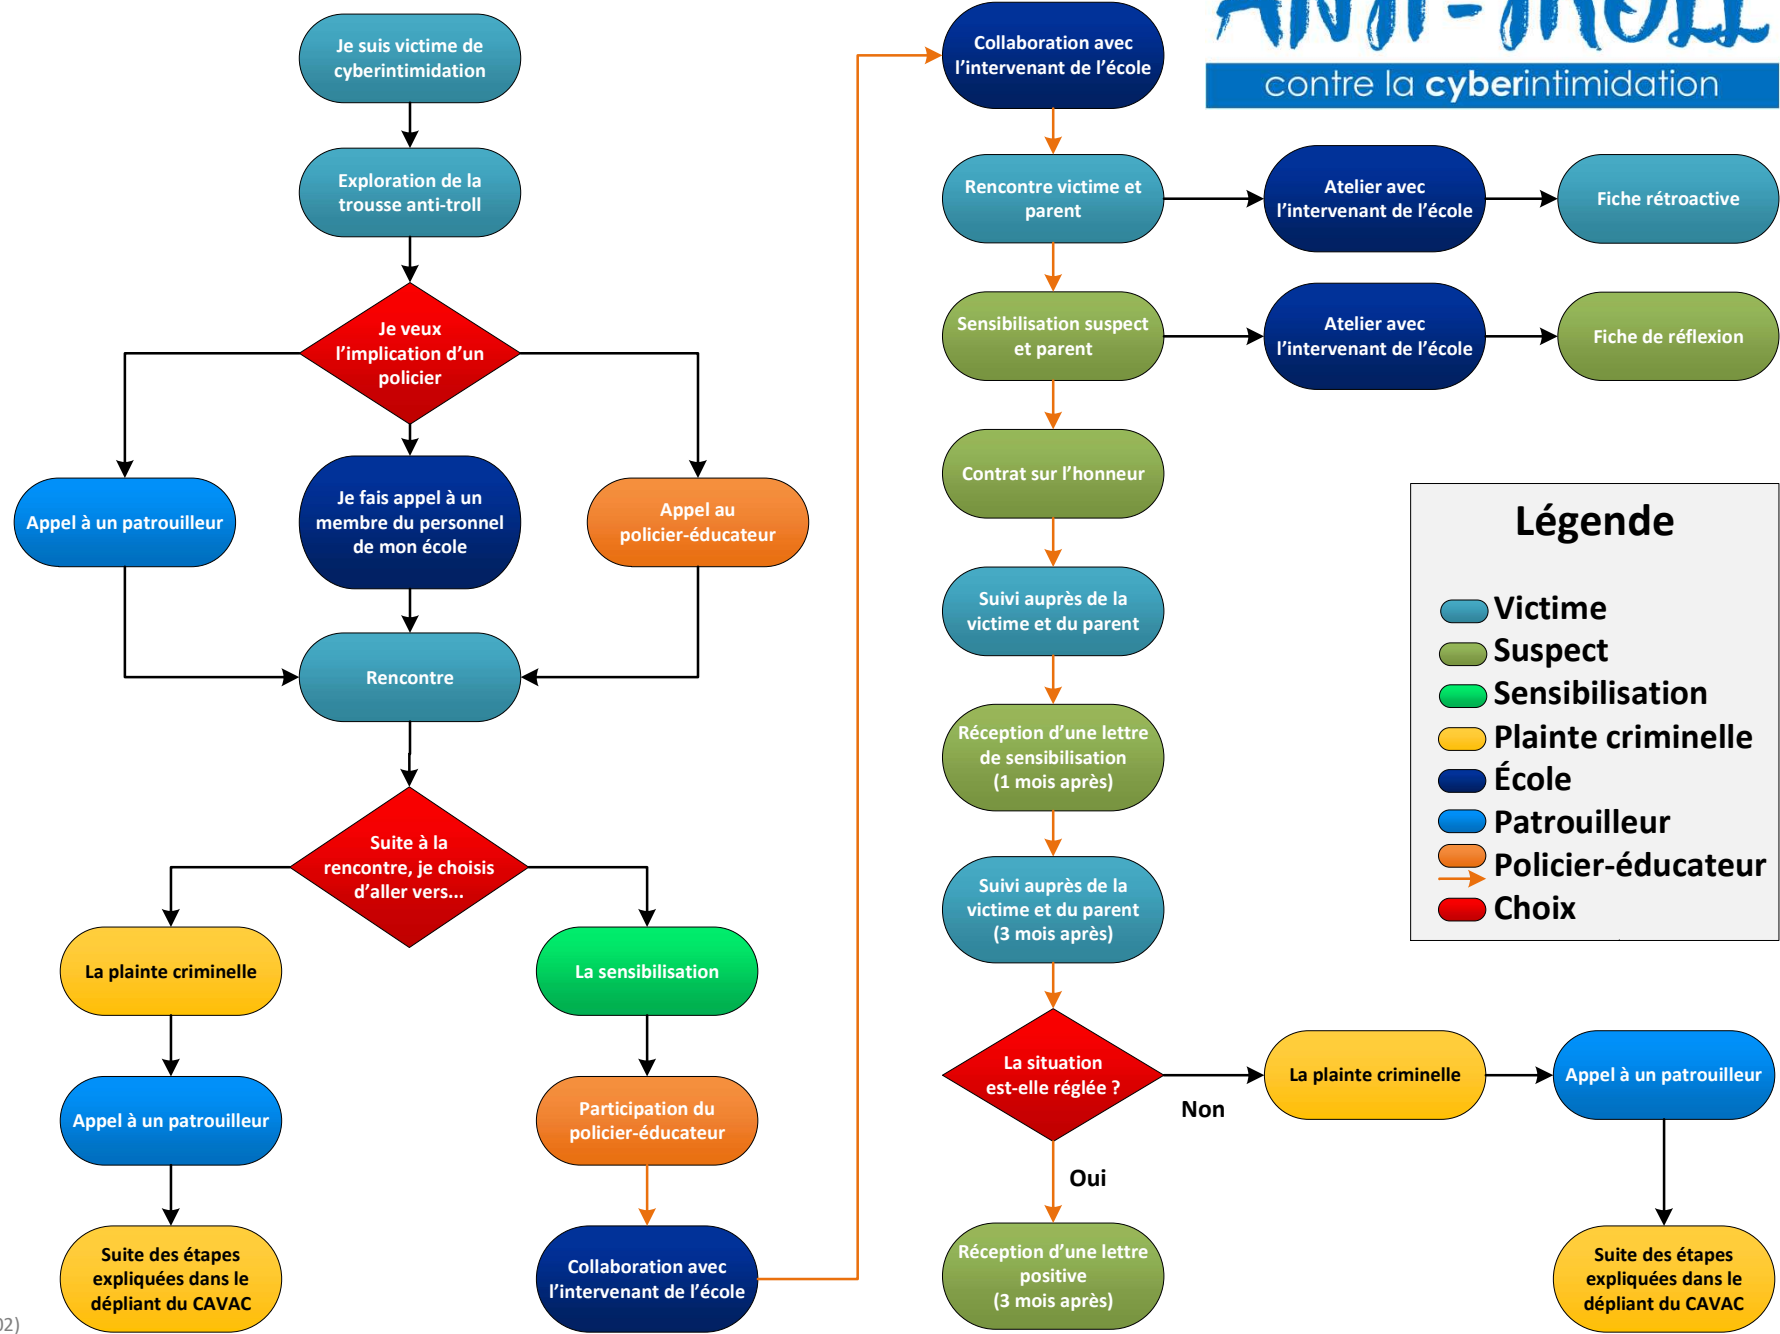 ANTI-TROLL
contre la cyberintimidation
Je suis victime de
cyberintimidation
Exploration de la
trousse anti-troll
Je veux
l’implication d’un
policier
Appel à un patrouilleur
Je fais appel à un
membre du personnel
de mon école
Appel au
policier-éducateur
Rencontre
Suite à la
rencontre, je choisis
d’aller vers...
La plainte criminelle
La sensibilisation
Appel à un patrouilleur
Participation du
policier-éducateur
Suite des étapes
expliquées dans le
dépliant du CAVAC
Collaboration avec
l’intervenant de l’école
Collaboration avec
l’intervenant de l’école
Rencontre victime et
parent
Atelier avec
l’intervenant de l’école
Fiche rétroactive
Sensibilisation suspect
et parent
Atelier avec
l’intervenant de l’école
Fiche de réflexion
Contrat sur l’honneur
Suivi auprès de la
victime et du parent
Réception d’une lettre
de sensibilisation
(1 mois après)
Suivi auprès de la
victime et du parent
(3 mois après)
La situation
est-elle réglée ?
Non
La plainte criminelle
Appel à un patrouilleur
Oui
Réception d’une lettre
positive
(3 mois après)
Suite des étapes
expliquées dans le
dépliant du CAVAC
Légende
Victime
Suspect
Sensibilisation
Plainte criminelle
École
Patrouilleur
Policier-éducateur
Choix
02)